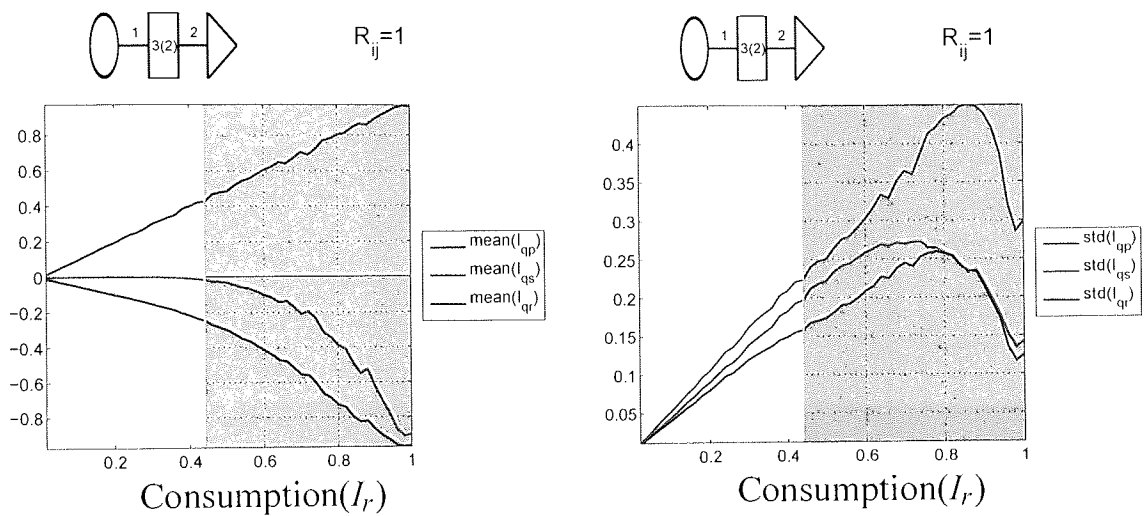 1 3(2) 2
R_ij=1
0.8
0.6
0.4
0.2
0
−0.2
−0.4
−0.6
−0.8
0.2 0.4 0.6 0.8 1
mean(I_qp)
mean(I_qs)
mean(I_qr)
Consumption(I_r)
1 3(2) 2
R_ij=1
0.4
0.35
0.3
0.25
0.2
0.15
0.1
0.05
0.2 0.4 0.6 0.8 1
std(I_qp)
std(I_qs)
std(I_qr)
Consumption(I_r)